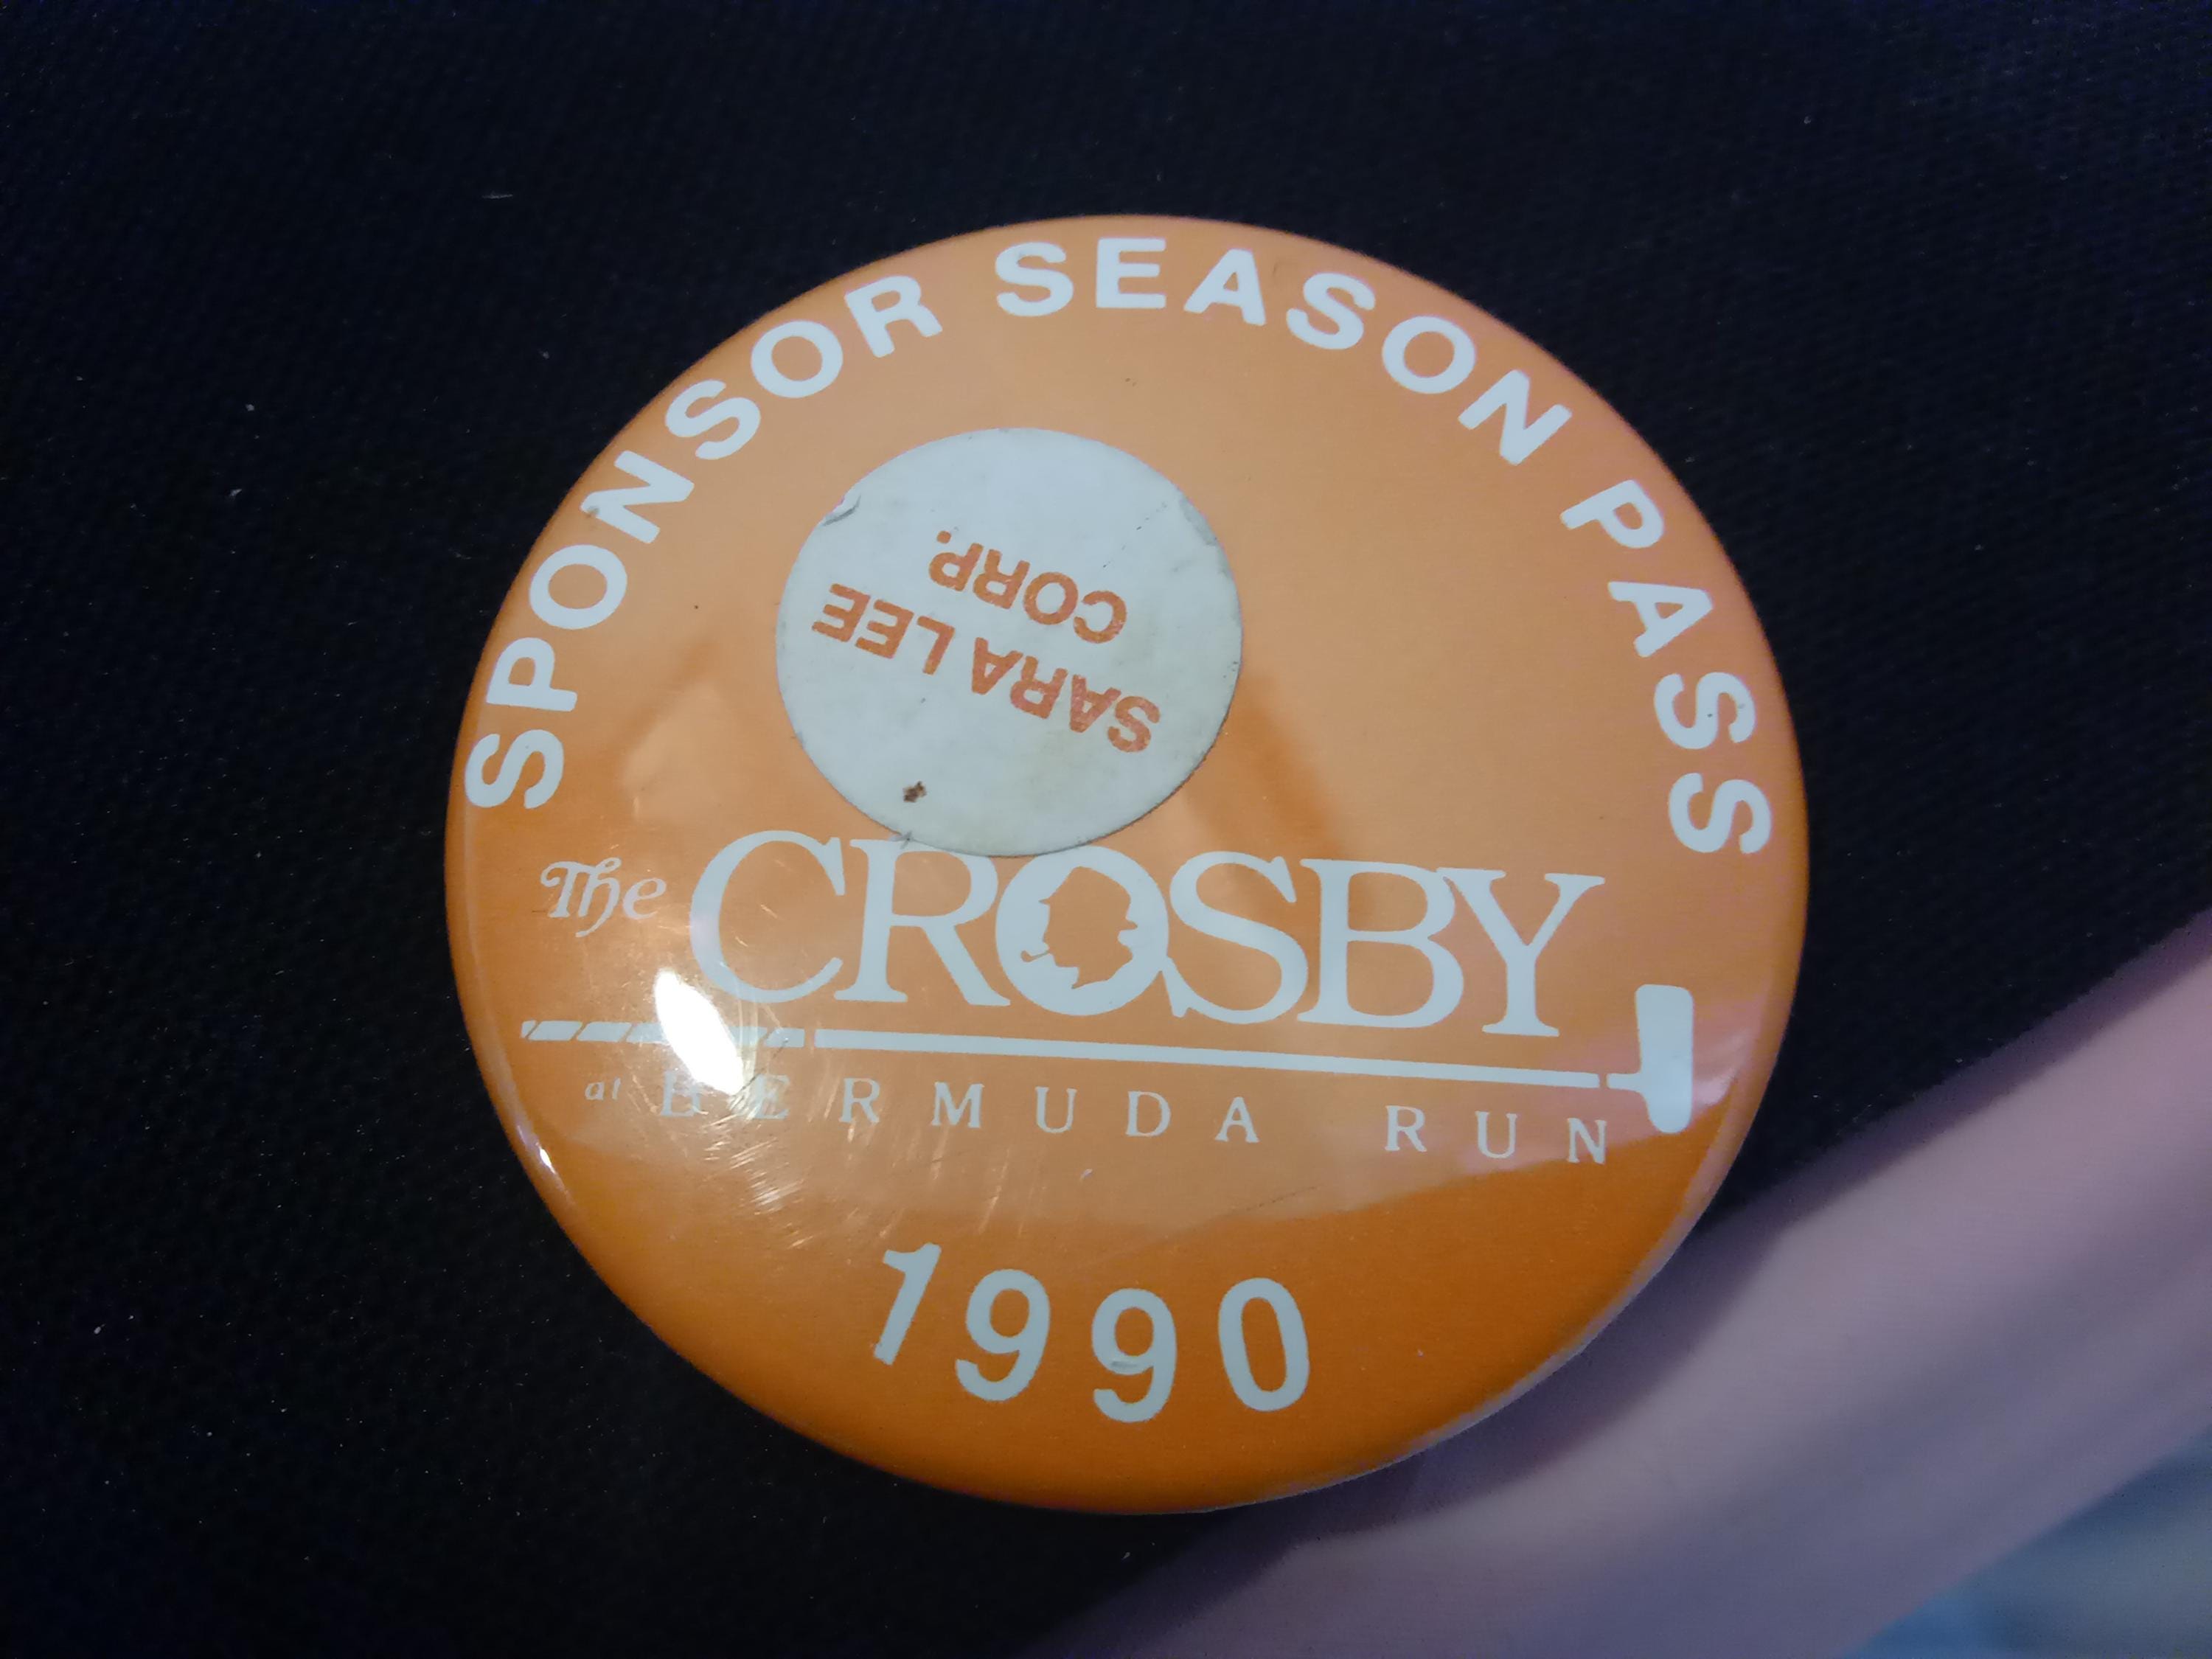 SPONSOR SEASON PASS
SARA LEE
CORP.
The CROSBY
at BERMUDA RUN
1990